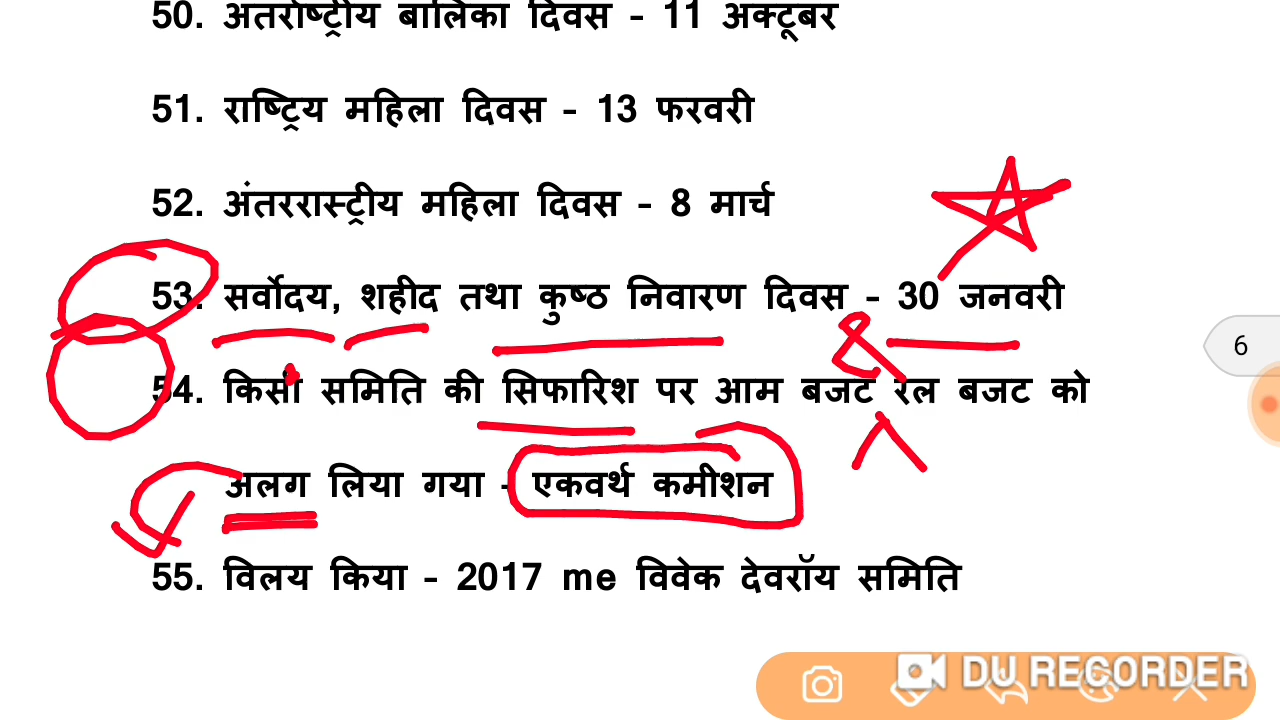 50. अंतर्राष्ट्रीय बालिका दिवस - 11 अक्टूबर
51. राष्ट्रिय महिला दिवस - 13 फरवरी
52. अंतररास्ट्रीय महिला दिवस - 8 मार्च
53. सर्वोदय, शहीद तथा कुष्ठ निवारण दिवस - 30 जनवरी
54. किसी समिति की सिफारिश पर आम बजट रेल बजट को
अलग लिया गया - एकवर्थ कमीशन
55. विलय किया - 2017 me विवेक देवरॉय समिति
6
DU RECORDER